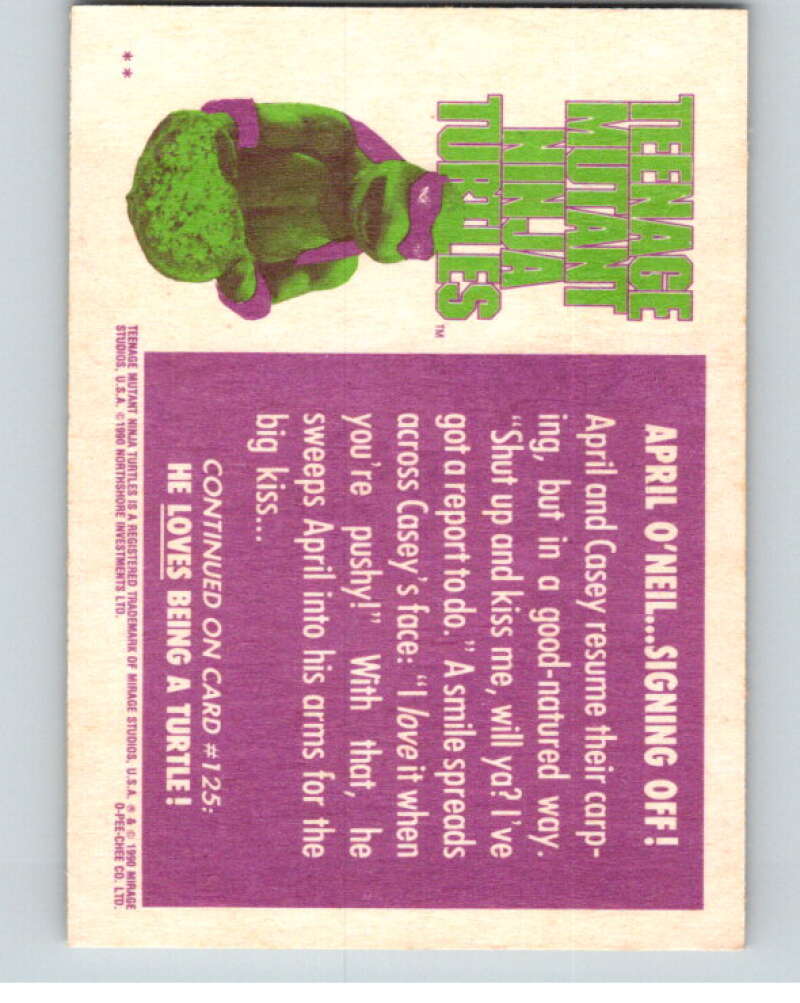 TEENAGE
MUTANT
NINJA
TURTLES™
APRIL O'NEIL...SIGNING OFF!
April and Casey resume their carp-
ing, but in a good-natured way.
"Shut up and kiss me, will ya? I've
got a report to do." A smile spreads
across Casey's face: "I love it when
you're pushy!" With that, he
sweeps April into his arms for the
big kiss...
CONTINUED ON CARD #125:
HE LOVES BEING A TURTLE!
TEENAGE MUTANT NINJA TURTLES IS A REGISTERED TRADEMARK OF MIRAGE STUDIOS, U.S.A. ® & © 1990 MIRAGE
STUDIOS, U.S.A. © 1990 NORTHSHORE INVESTMENTS LTD. O-PEE-CHEE CO. LTD.
**